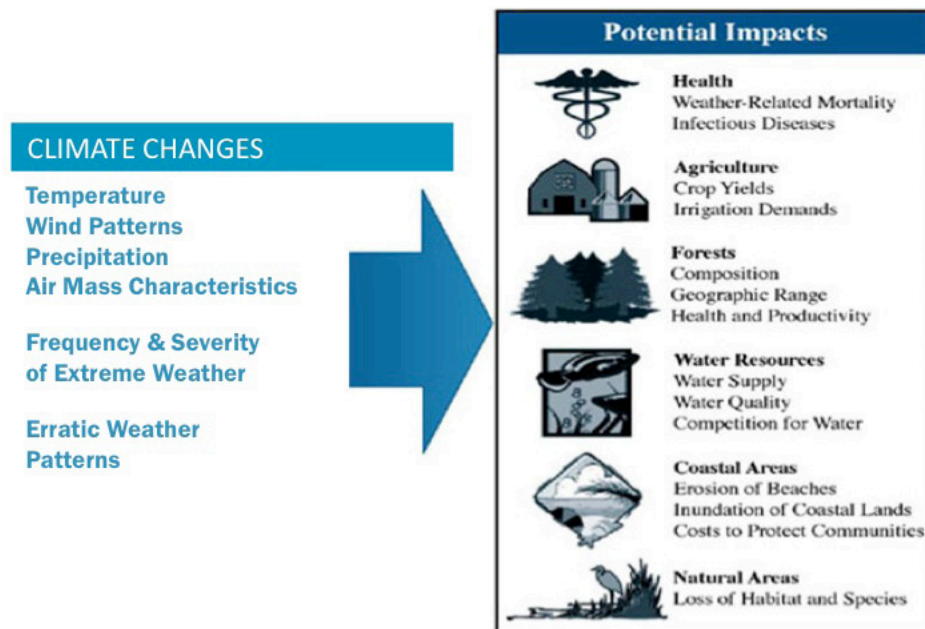 CLIMATE CHANGES
Temperature
Wind Patterns
Precipitation
Air Mass Characteristics
Frequency & Severity
of Extreme Weather
Erratic Weather
Patterns
Potential Impacts
Health
Weather-Related Mortality
Infectious Diseases
Agriculture
Crop Yields
Irrigation Demands
Forests
Composition
Geographic Range
Health and Productivity
Water Resources
Water Supply
Water Quality
Competition for Water
Coastal Areas
Erosion of Beaches
Inundation of Coastal Lands
Costs to Protect Communities
Natural Areas
Loss of Habitat and Species